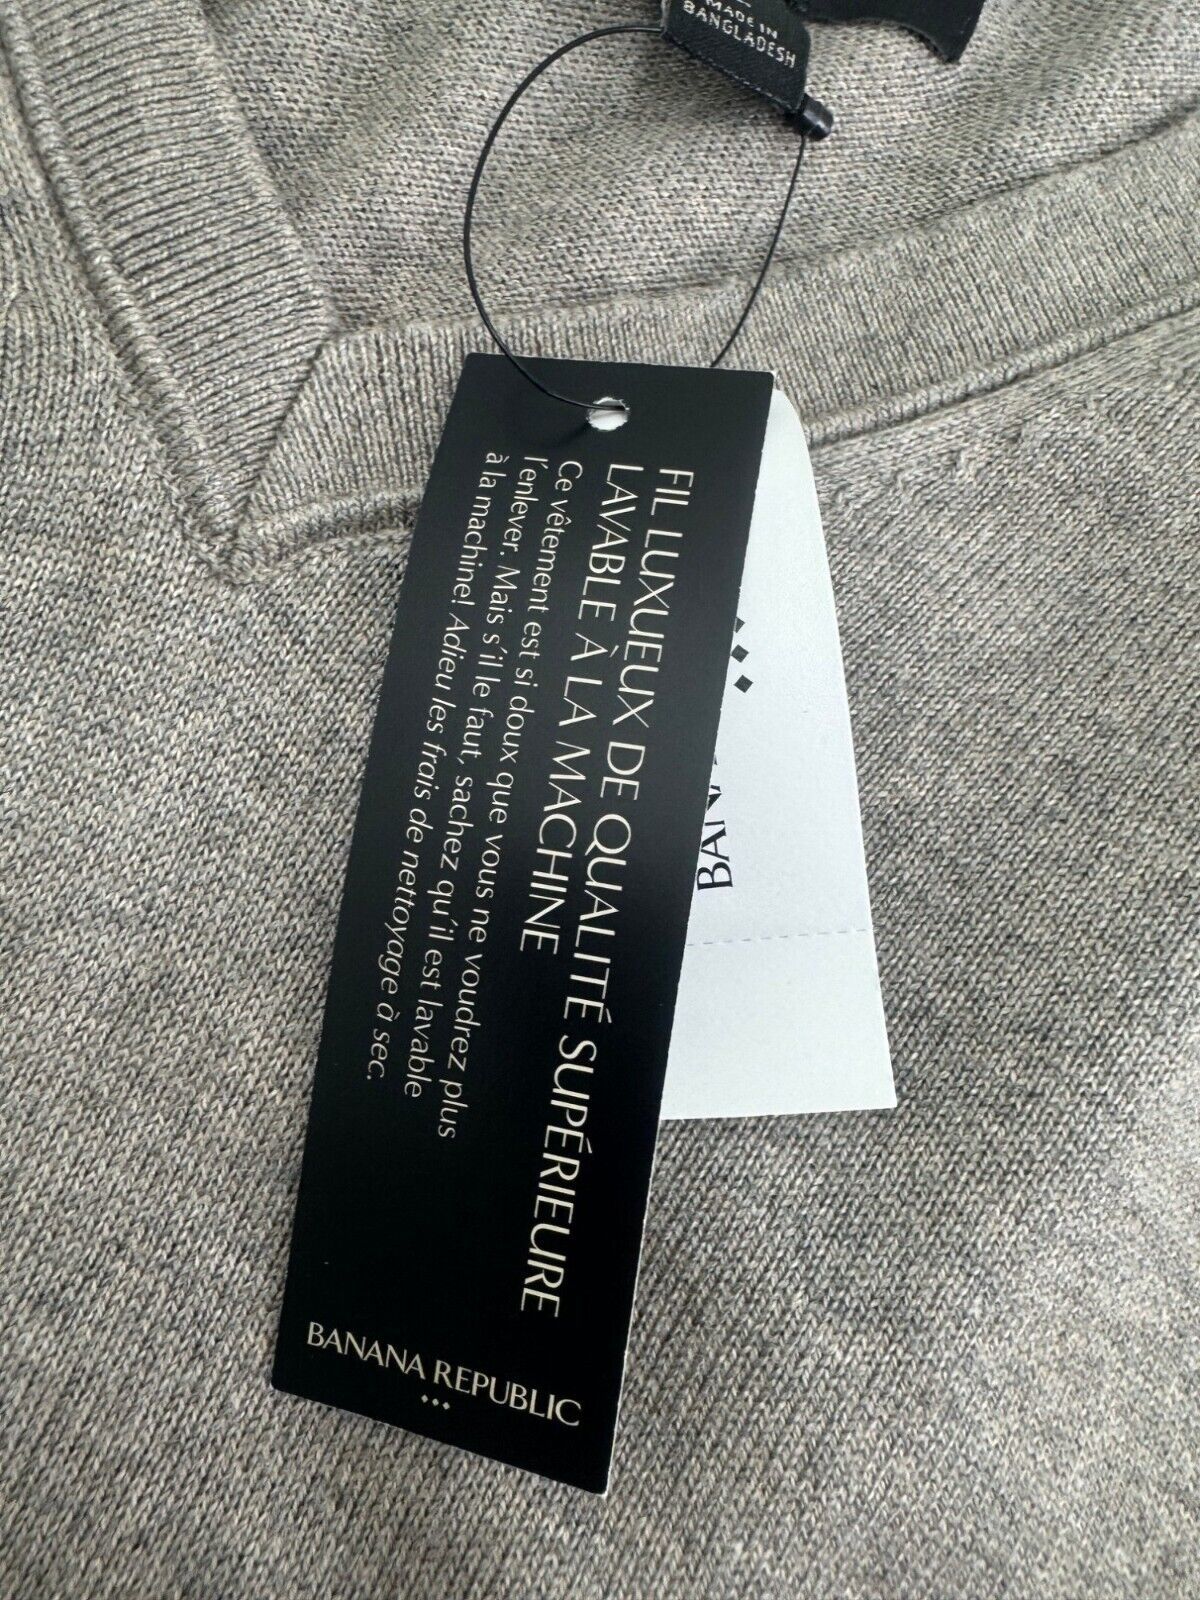 MADE IN
BANGLADESH
FIL LUXUEUX DE QUALITÉ SUPÉRIEURE
LAVABLE À LA MACHINE
Ce vêtement est si doux que vous ne voudrez plus
l'enlever. Mais s'il le faut, sachez qu'il est lavable
à la machine! Adieu les frais de nettoyage à sec.
BANANA REPUBLIC